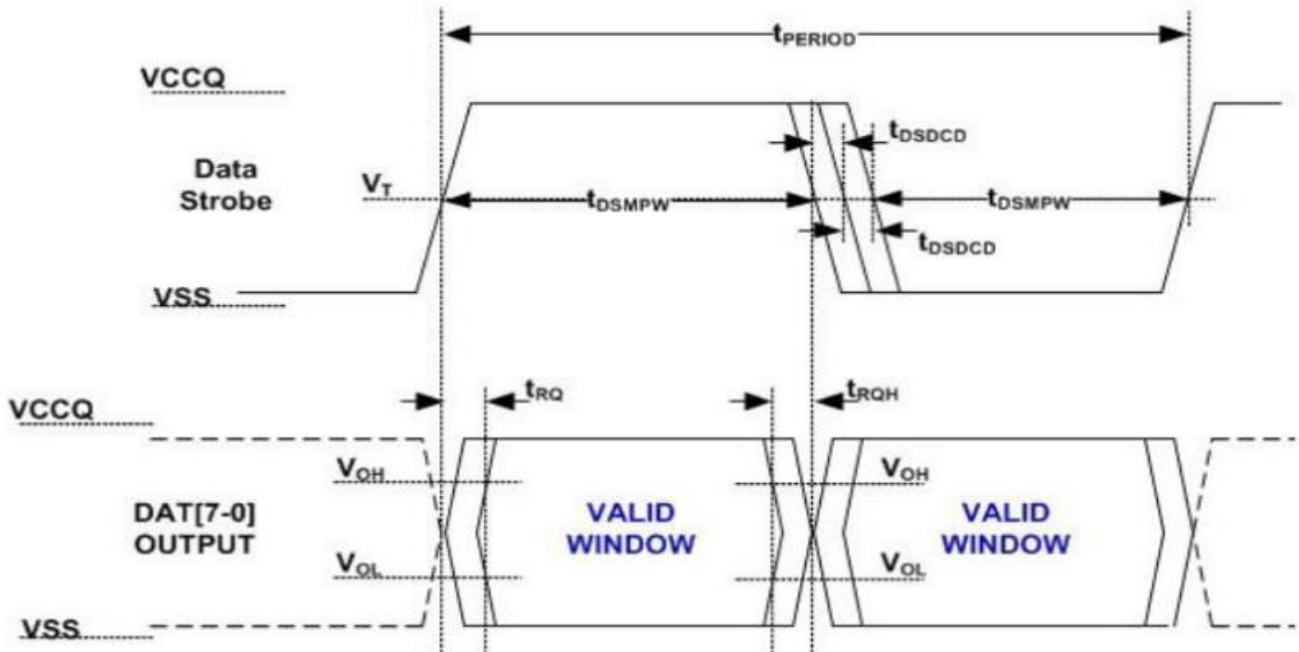 tPERIOD
VCCQ
tDSDCD
Data
Strobe
VT
tDSMPW
tDSMPW
tDSDCD
VSS
tRQ
tRQH
VCCQ
VOH
VOH
DAT[7-0]
OUTPUT
VALID
WINDOW
VALID
WINDOW
VOL
VOL
VSS